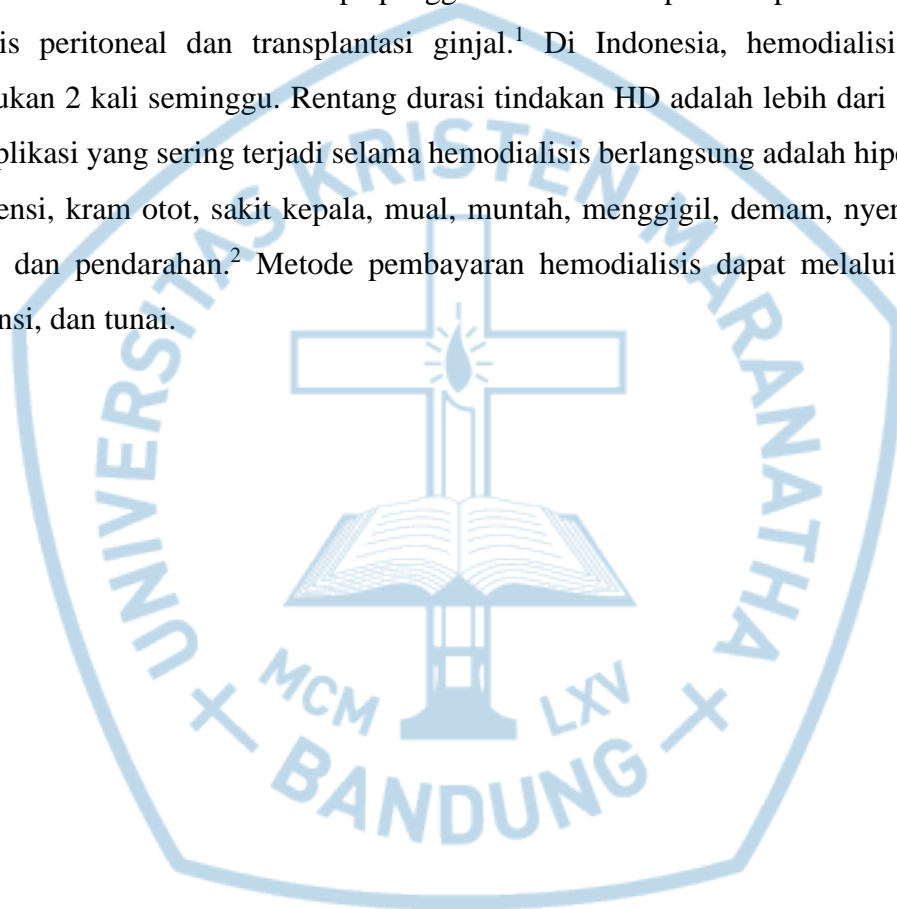 is peritoneal dan transplantasi ginjal.¹ Di Indonesia, hemodialisi
ukan 2 kali seminggu. Rentang durasi tindakan HD adalah lebih dari
plikasi yang sering terjadi selama hemodialisis berlangsung adalah hipe
ensi, kram otot, sakit kepala, mual, muntah, menggigil, demam, nyer
dan pendarahan.² Metode pembayaran hemodialisis dapat melalui
nsi, dan tunai.
UNIVERSITAS KRISTEN MARANATHA
MCM LXV
BANDUNG